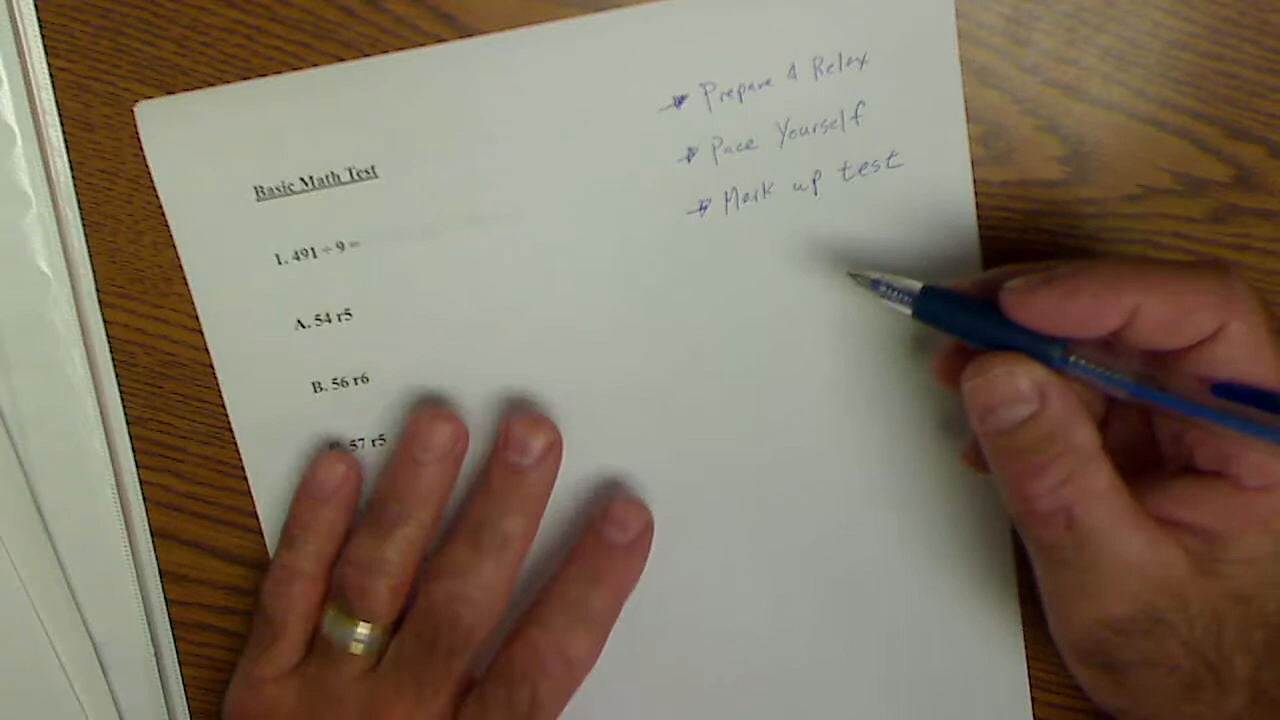 Basic Math Test
1. 491 ÷ 9 =
A. 54 r5
B. 56 r6
57 r5
→ Prepare & Relax
→ Pace Yourself
→ Mark up test